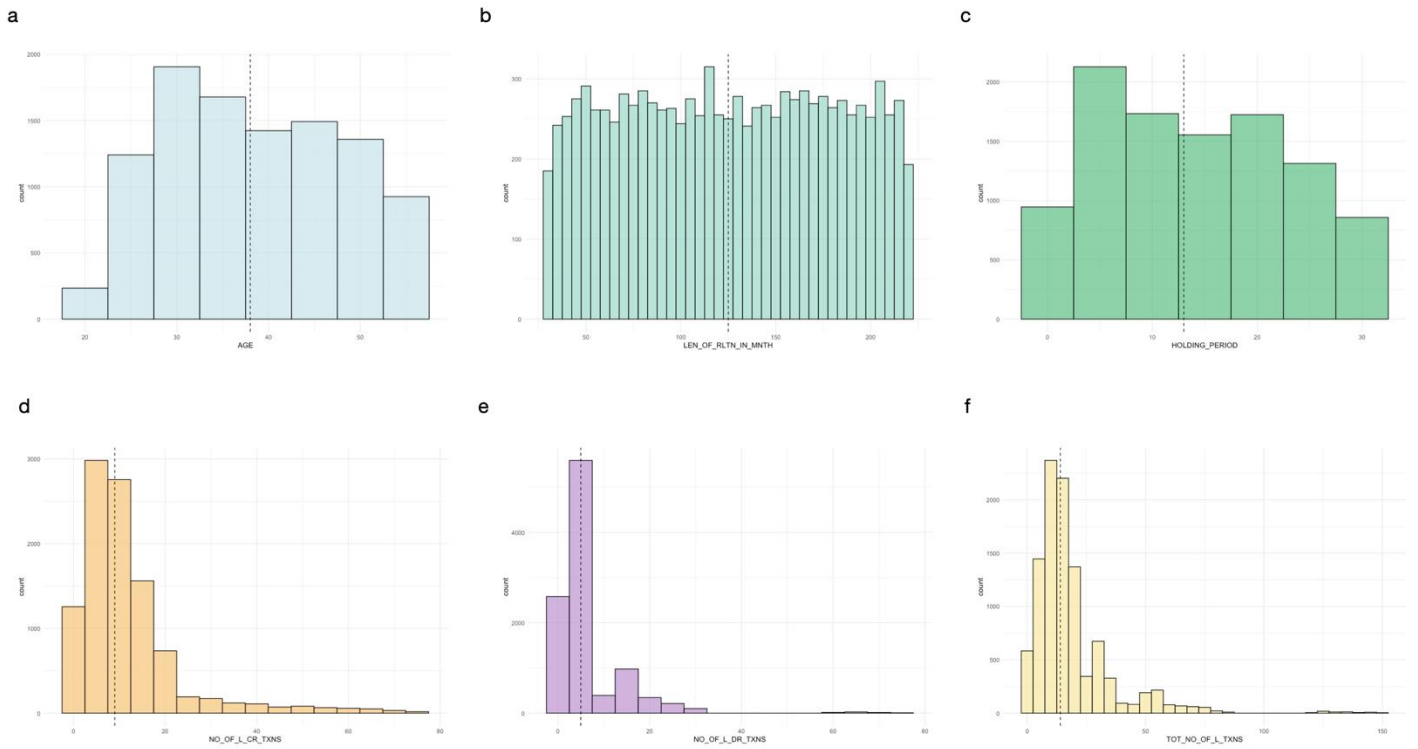 a
2000
1500
1000
500
0
count
20 30 40 50
AGE
b
300
200
100
0
count
50 100 150 200
LEN_OF_RLTN_IN_MNTH
c
2000
1500
1000
500
0
count
0 10 20 30
HOLDING_PERIOD
d
3000
2000
1000
0
count
0 20 40 60 80
NO_OF_L_CR_TXNS
e
4000
2000
0
count
0 20 40 60 80
NO_OF_L_DR_TXNS
f
2000
1500
1000
500
0
count
0 50 100 150
TOT_NO_OF_L_TXNS